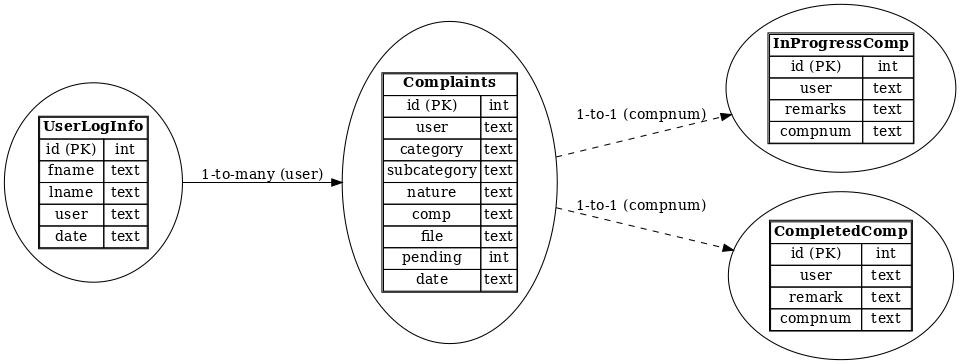 UserLogInfo
id (PK) int
fname text
lname text
user text
date text
1-to-many (user)
Complaints
id (PK) int
user text
category text
subcategory text
nature text
comp text
file text
pending int
date text
1-to-1 (compnum)
InProgressComp
id (PK) int
user text
remarks text
compnum text
1-to-1 (compnum)
CompletedComp
id (PK) int
user text
remark text
compnum text